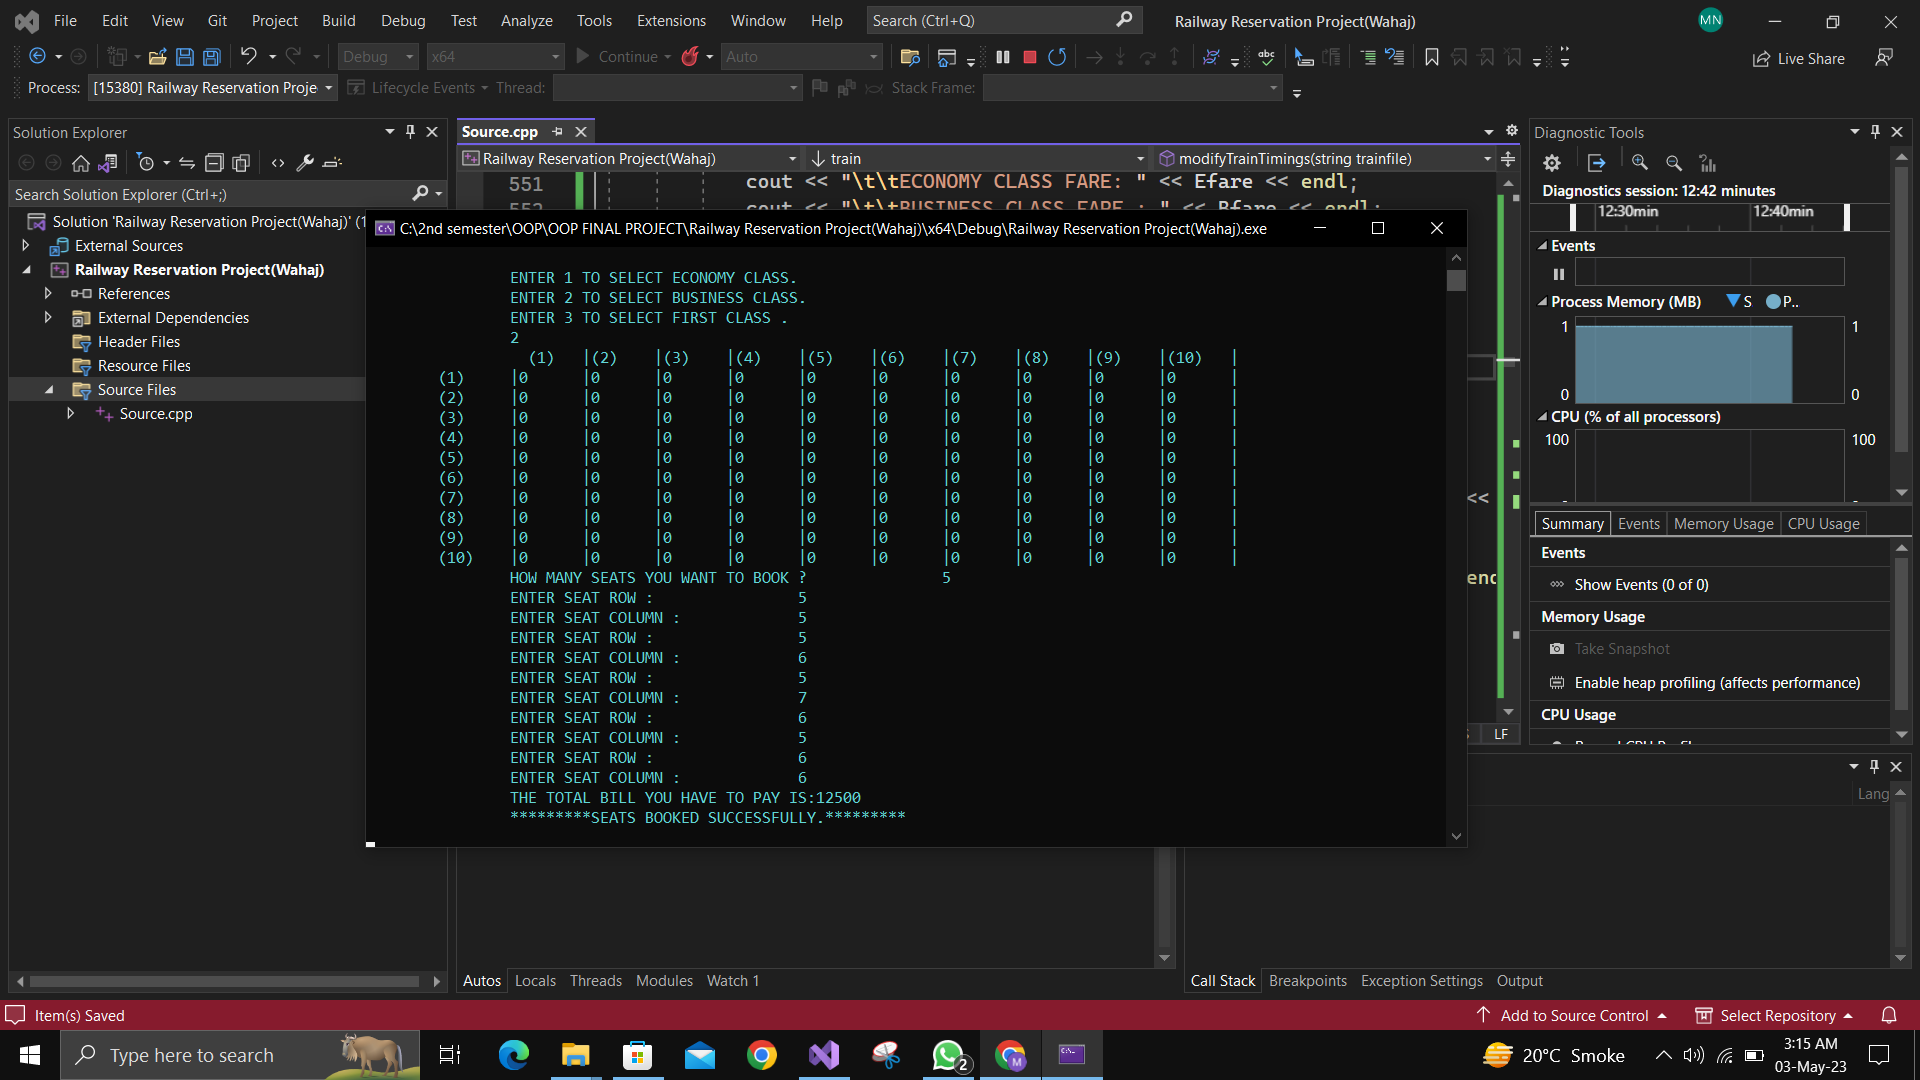 File Edit View Git Project Build Debug Test Analyze Tools Extensions Window Help Search (Ctrl+Q) Railway Reservation Project(Wahaj) MN
Debug x64 Continue Auto Live Share
Process: [15380] Railway Reservation Proje Lifecycle Events Thread: Stack Frame:
Solution Explorer
Search Solution Explorer (Ctrl+;)
Solution 'Railway Reservation Project(Wahaj)' (1
External Sources
Railway Reservation Project(Wahaj)
References
External Dependencies
Header Files
Resource Files
Source Files
Source.cpp
Source.cpp
Railway Reservation Project(Wahaj) train modifyTrainTimings(string trainfile)
551 cout << "\t\tECONOMY CLASS FARE: " << Efare << endl;
552 cout << "\t\tBUSINESS CLASS FARE : " << Bfare << endl;
C:\2nd semester\OOP\OOP FINAL PROJECT\Railway Reservation Project(Wahaj)\x64\Debug\Railway Reservation Project(Wahaj).exe
ENTER 1 TO SELECT ECONOMY CLASS.
ENTER 2 TO SELECT BUSINESS CLASS.
ENTER 3 TO SELECT FIRST CLASS .
2
(1) |(2) |(3) |(4) |(5) |(6) |(7) |(8) |(9) |(10) |
(1) |0 |0 |0 |0 |0 |0 |0 |0 |0 |0 |
(2) |0 |0 |0 |0 |0 |0 |0 |0 |0 |0 |
(3) |0 |0 |0 |0 |0 |0 |0 |0 |0 |0 |
(4) |0 |0 |0 |0 |0 |0 |0 |0 |0 |0 |
(5) |0 |0 |0 |0 |0 |0 |0 |0 |0 |0 |
(6) |0 |0 |0 |0 |0 |0 |0 |0 |0 |0 |
(7) |0 |0 |0 |0 |0 |0 |0 |0 |0 |0 |
(8) |0 |0 |0 |0 |0 |0 |0 |0 |0 |0 |
(9) |0 |0 |0 |0 |0 |0 |0 |0 |0 |0 |
(10) |0 |0 |0 |0 |0 |0 |0 |0 |0 |0 |
HOW MANY SEATS YOU WANT TO BOOK ? 5
ENTER SEAT ROW : 5
ENTER SEAT COLUMN : 5
ENTER SEAT ROW : 5
ENTER SEAT COLUMN : 6
ENTER SEAT ROW : 5
ENTER SEAT COLUMN : 7
ENTER SEAT ROW : 6
ENTER SEAT COLUMN : 5
ENTER SEAT ROW : 6
ENTER SEAT COLUMN : 6
THE TOTAL BILL YOU HAVE TO PAY IS:12500
*********SEATS BOOKED SUCCESSFULLY.*********
<<
end
LF
Diagnostic Tools
Diagnostics session: 12:42 minutes
12:30min 12:40min
Events
Process Memory (MB) S P..
1 1
0 0
CPU (% of all processors)
100 100
Summary Events Memory Usage CPU Usage
Events
Show Events (0 of 0)
Memory Usage
Take Snapshot
Enable heap profiling (affects performance)
CPU Usage
Lang
Autos Locals Threads Modules Watch 1
Call Stack Breakpoints Exception Settings Output
Item(s) Saved Add to Source Control Select Repository
Type here to search 2 20°C Smoke 3:15 AM
03-May-23